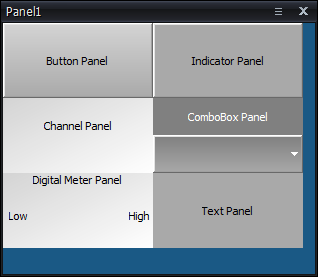 Panel1
Button Panel
Indicator Panel
Channel Panel
ComboBox Panel
Digital Meter Panel
Low
High
Text Panel